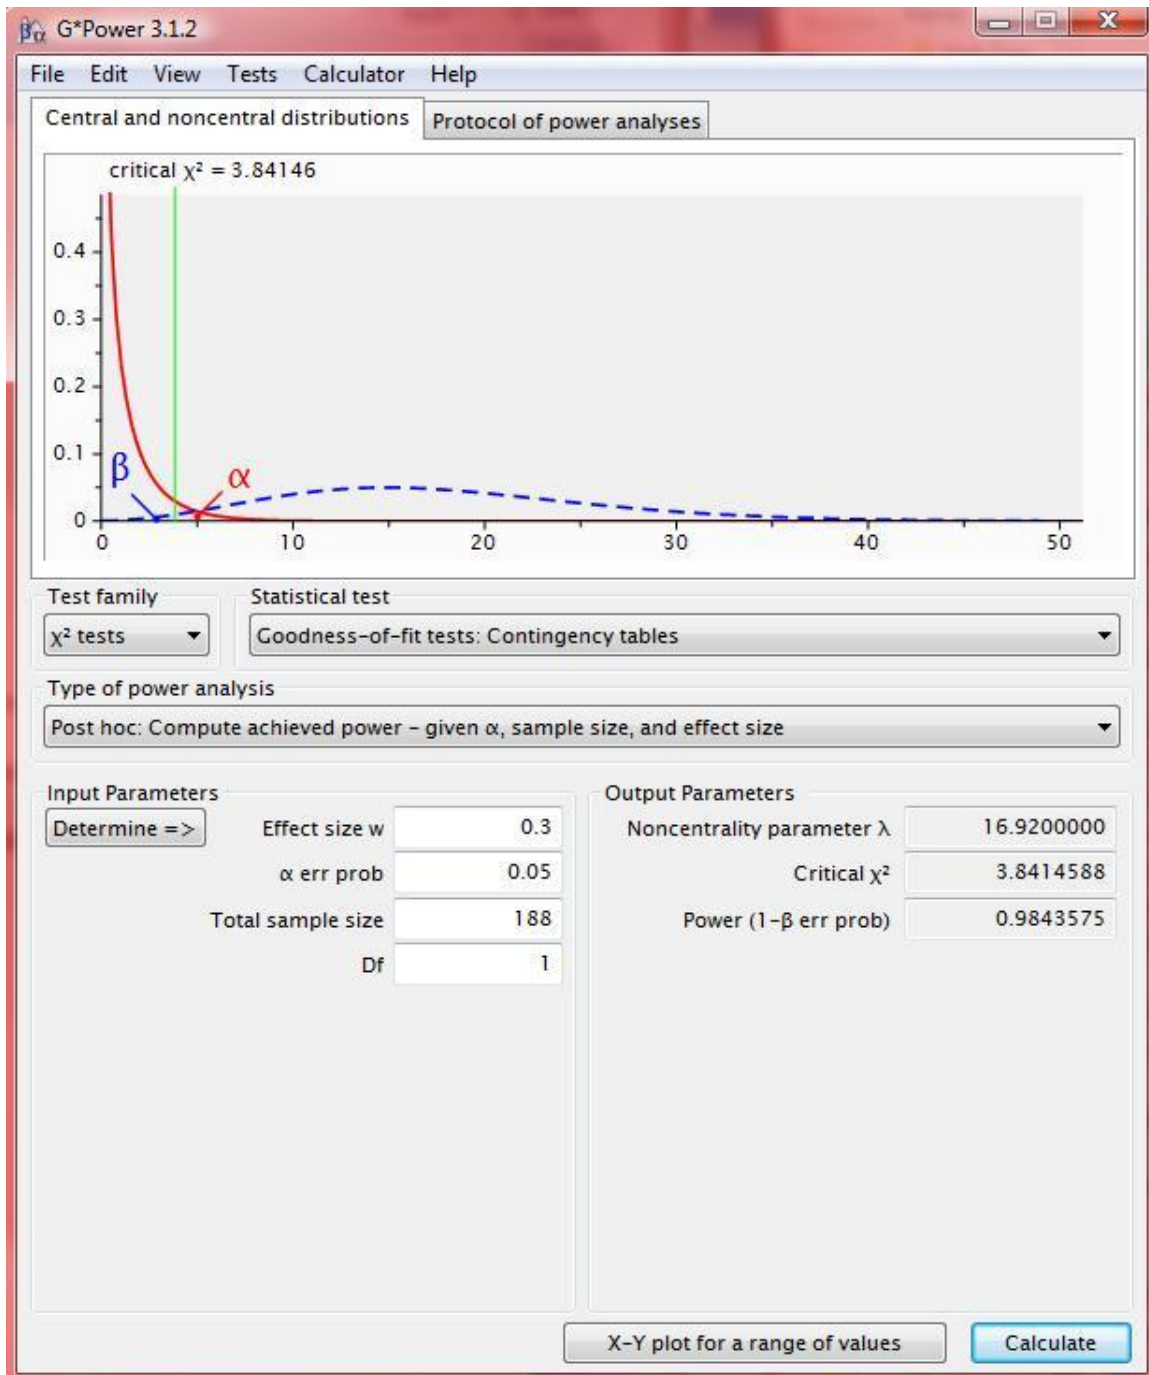 βα G*Power 3.1.2
File Edit View Tests Calculator Help
Central and noncentral distributions Protocol of power analyses
critical χ² = 3.84146
0.4
0.3
0.2
0.1
β α
0
0 10 20 30 40 50
Test family Statistical test
χ² tests Goodness-of-fit tests: Contingency tables
Type of power analysis
Post hoc: Compute achieved power – given α, sample size, and effect size
Input Parameters Output Parameters
Determine => Effect size w 0.3 Noncentrality parameter λ 16.9200000
α err prob 0.05 Critical χ² 3.8414588
Total sample size 188 Power (1-β err prob) 0.9843575
Df 1
X-Y plot for a range of values Calculate